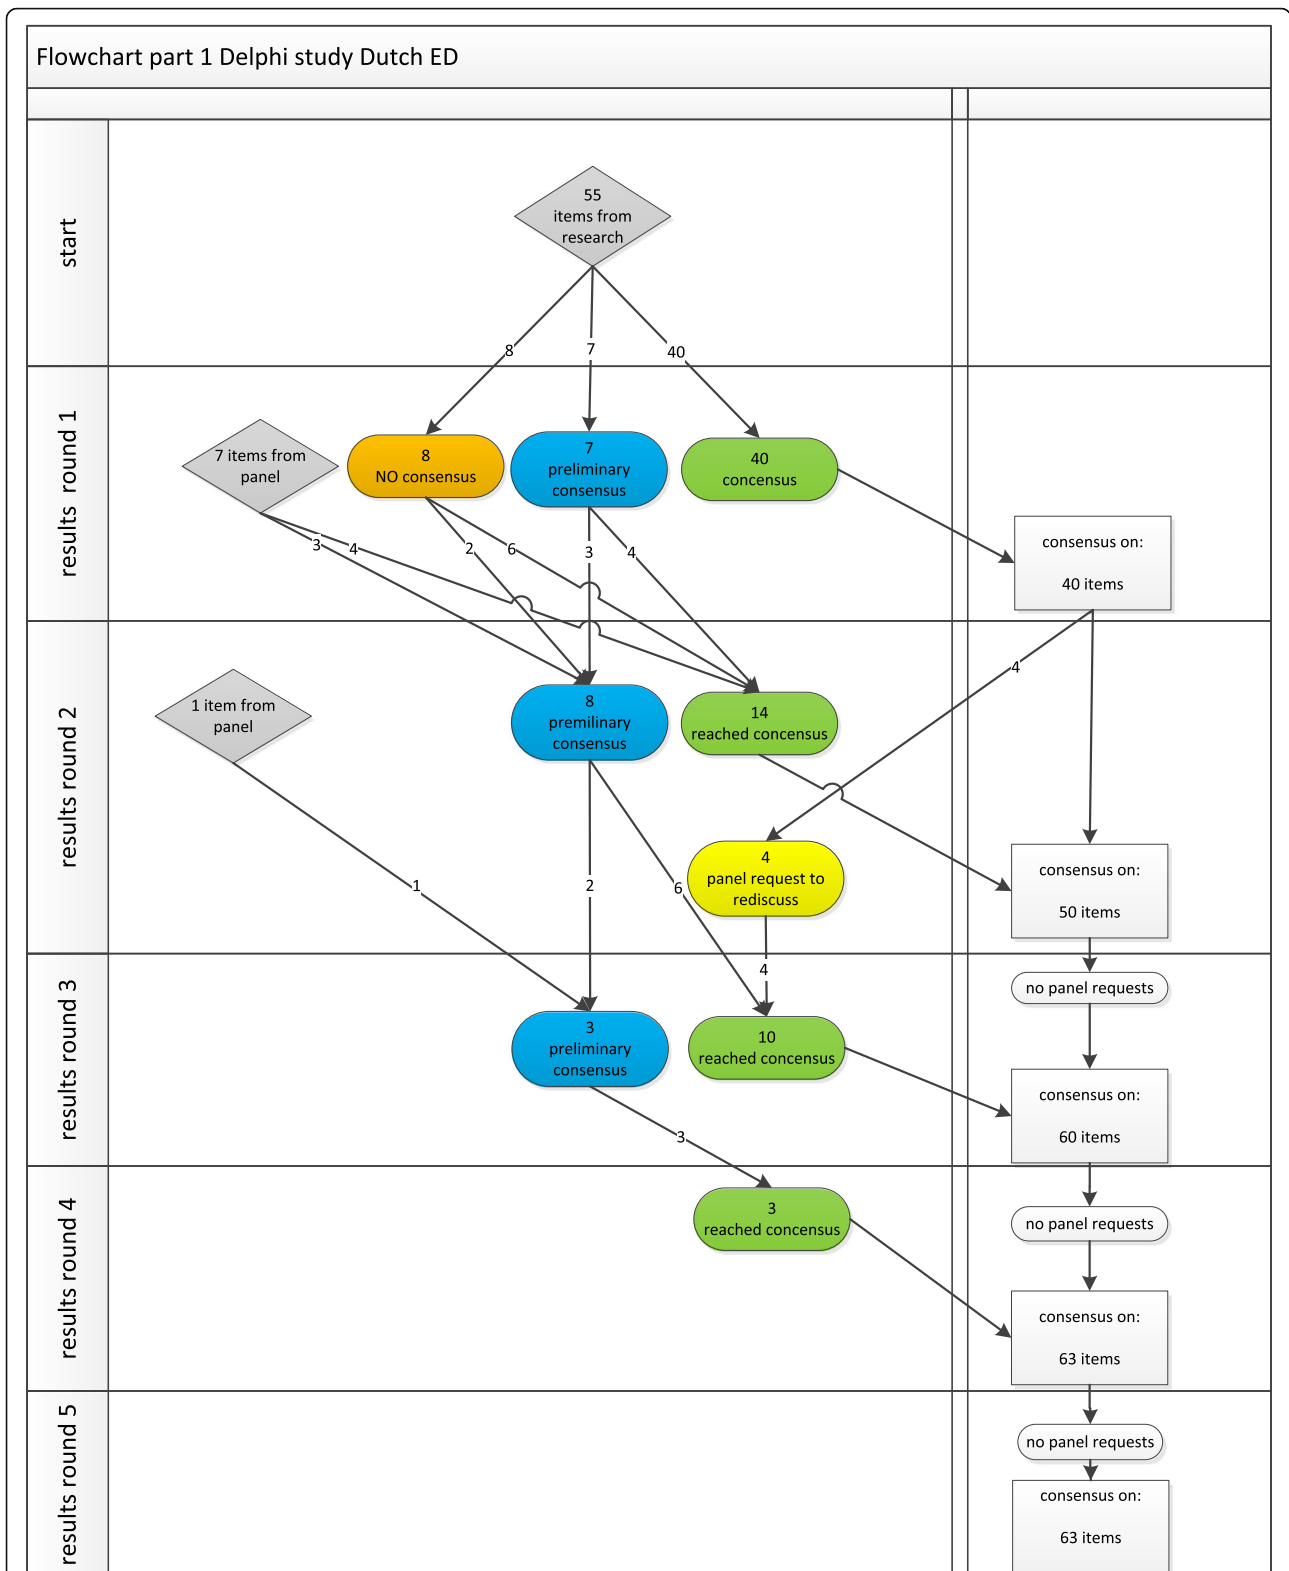 Flowchart part 1 Delphi study Dutch ED
start
55
items from
research
8
7
40
results round 1
7 items from
panel
8
NO consensus
7
preliminary
consensus
40
concensus
consensus on:
40 items
3
4
2
6
3
4
results round 2
1 item from
panel
8
premilinary
consensus
14
reached concensus
4
4
panel request to
rediscuss
consensus on:
50 items
1
2
6
4
results round 3
no panel requests
3
preliminary
consensus
10
reached concensus
consensus on:
60 items
3
results round 4
3
reached concensus
no panel requests
consensus on:
63 items
results round 5
no panel requests
consensus on:
63 items